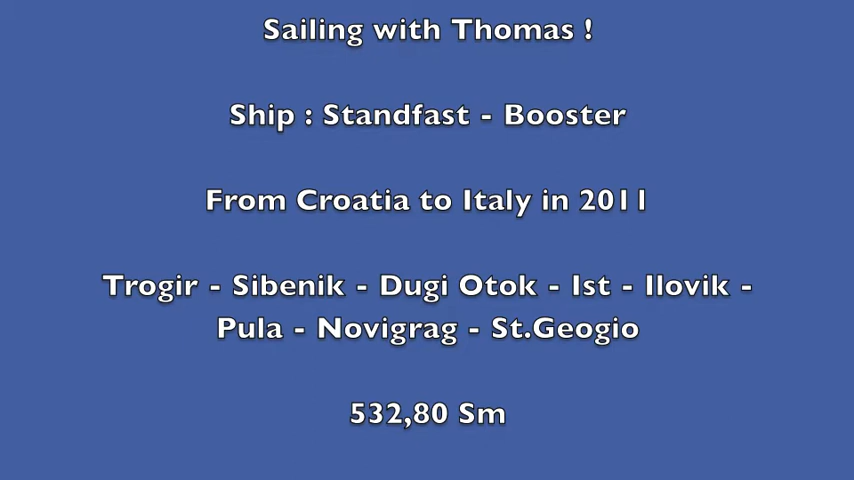 Sailing with Thomas !
Ship : Standfast - Booster
From Croatia to Italy in 2011
Trogir - Sibenik - Dugi Otok - Ist - Ilovik -
Pula - Novigrag - St.Geogio
532,80 Sm